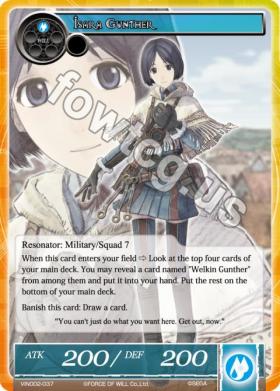 Isara Gunther
WILL
fowtcg.us
Resonator: Military/Squad 7
When this card enters your field ⇨ Look at the top four cards of
your main deck. You may reveal a card named "Welkin Gunther"
from among them and put it into your hand. Put the rest on the
bottom of your main deck.
Banish this card: Draw a card.
"You can't just do what you want here. Get out, now."
ATK 200/ DEF 200
VIN002-037 ©FORCE OF WILL Co.,Ltd. ©SEGA